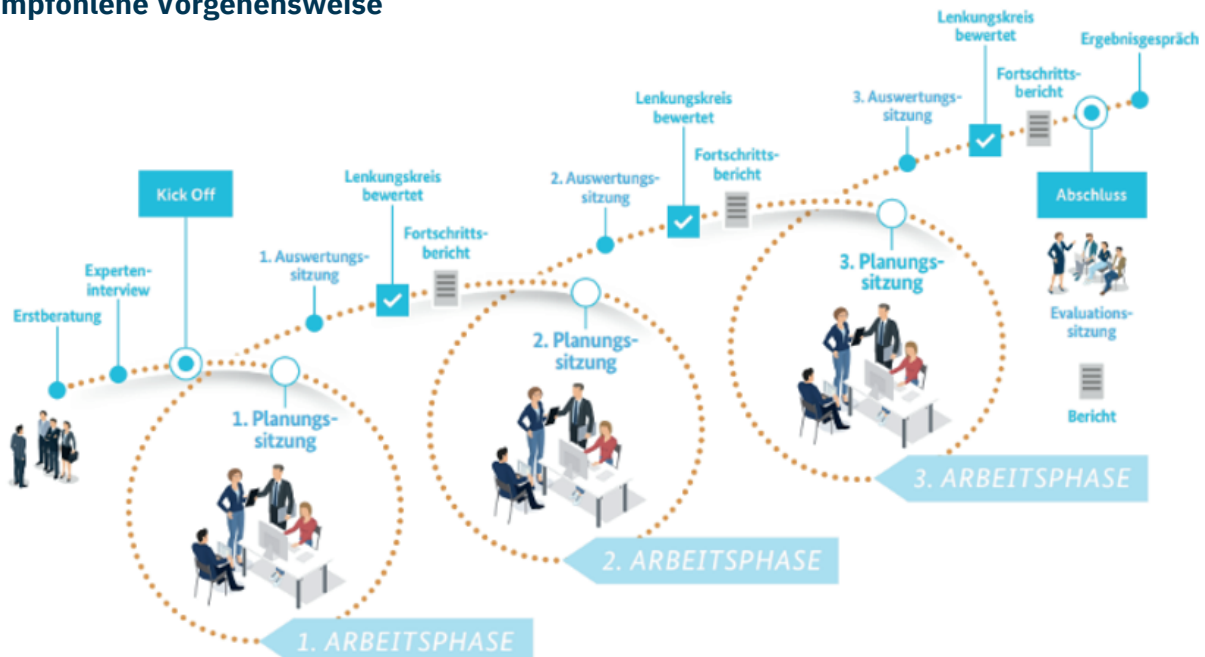 mpfohlene Vorgehensweise
Erstberatung
Experten-
interview
Kick Off
1. Planungs-
sitzung
1. ARBEITSPHASE
1. Auswertungs-
sitzung
Lenkungskreis
bewertet
Fortschritts-
bericht
2. Planungs-
sitzung
2. ARBEITSPHASE
2. Auswertungs-
sitzung
Lenkungskreis
bewertet
Fortschritts-
bericht
3. Planungs-
sitzung
3. ARBEITSPHASE
3. Auswertungs-
sitzung
Lenkungskreis
bewertet
Fortschritts-
bericht
Abschluss
Evaluations-
sitzung
Bericht
Ergebnisgespräch